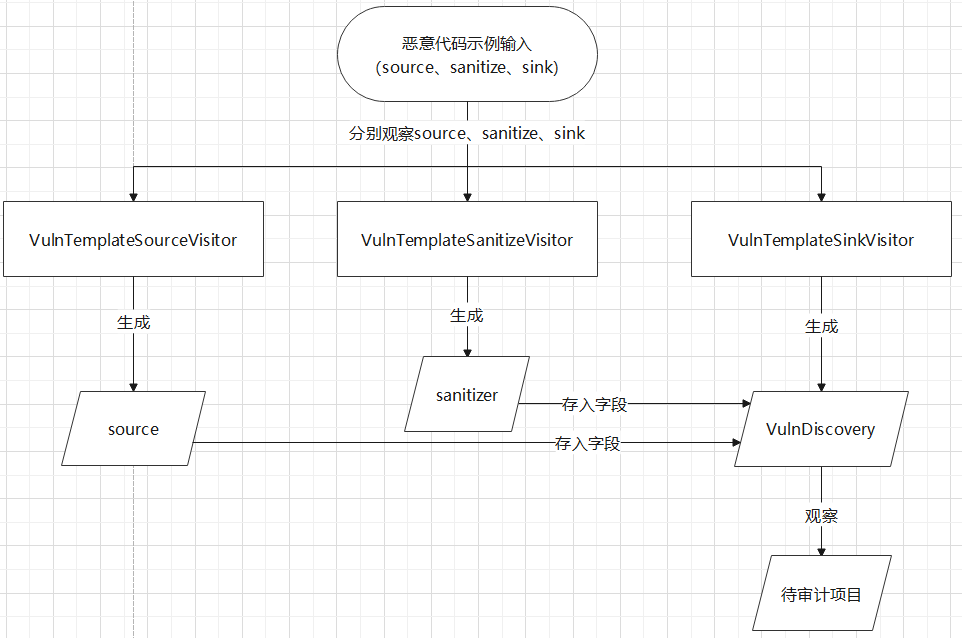 恶意代码示例输入
(source、sanitize、sink)
分别观察source、sanitize、sink
VulnTemplateSourceVisitor
VulnTemplateSanitizeVisitor
VulnTemplateSinkVisitor
生成
生成
生成
source
sanitizer
VulnDiscovery
存入字段
存入字段
观察
待审计项目